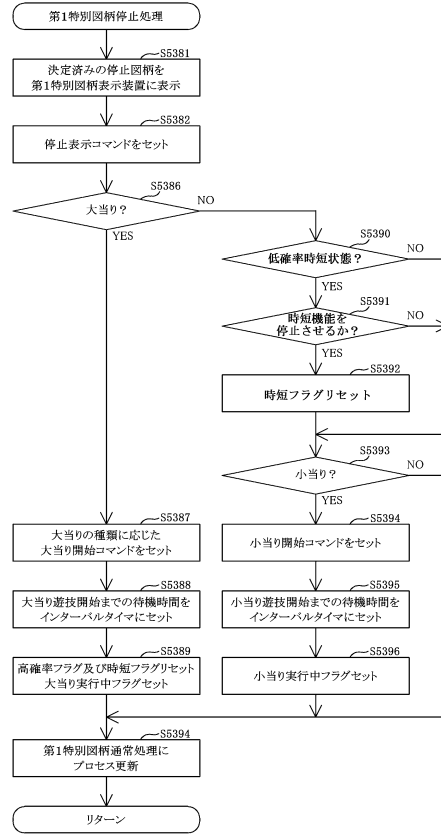 第1特別図柄停止処理
S5381
決定済みの停止図柄を
第1特別図柄表示装置に表示
S5382
停止表示コマンドをセット
S5386
大当り？
NO
YES
S5390
低確率時短状態？
NO
YES
S5391
時短機能を
停止させるか？
NO
YES
S5392
時短フラグリセット
S5393
小当り？
NO
YES
S5387
大当りの種類に応じた
大当り開始コマンドをセット
S5394
小当り開始コマンドをセット
S5388
大当り遊技開始までの待機時間を
インターバルタイマにセット
S5395
小当り遊技開始までの待機時間を
インターバルタイマにセット
S5389
高確率フラグ及び時短フラグリセット
大当り実行中フラグセット
S5396
小当り実行中フラグセット
S5394
第1特別図柄通常処理に
プロセス更新
リターン